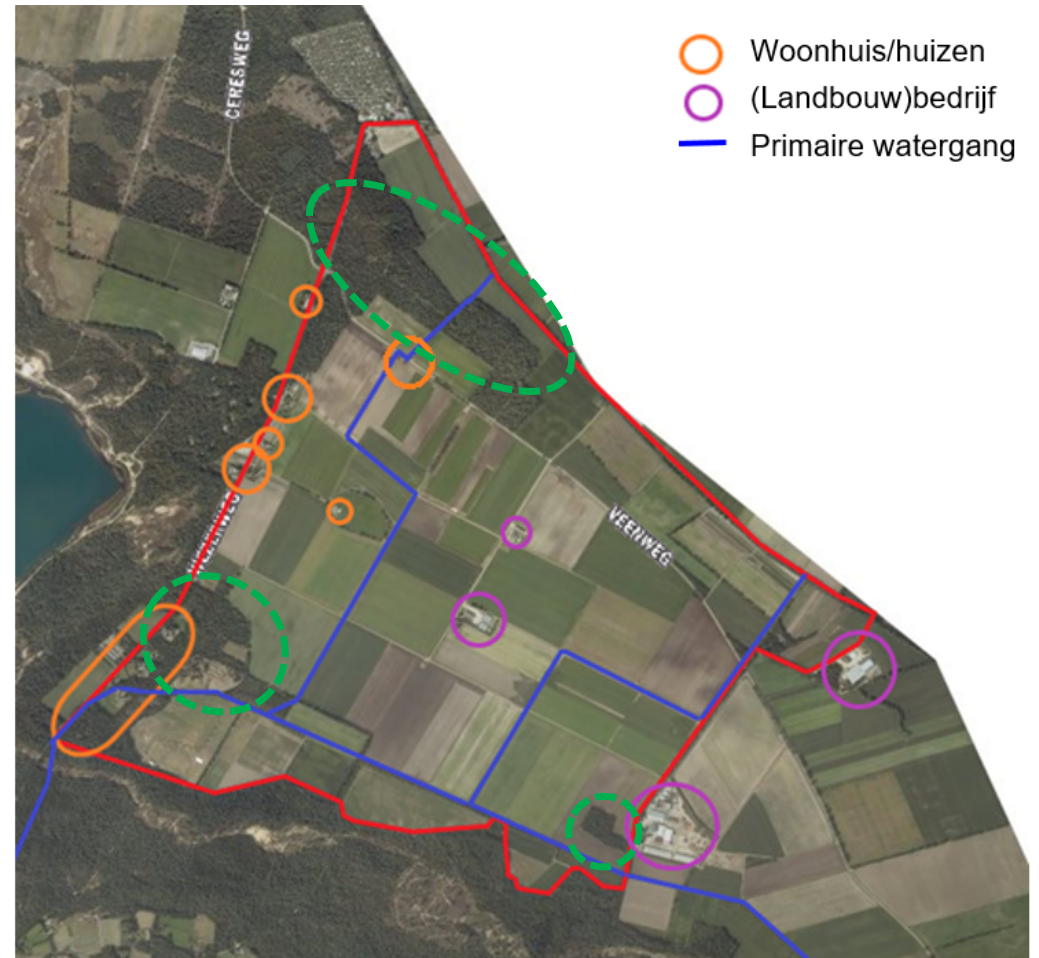 CERESWEG
Woonhuis/huizen
(Landbouw)bedrijf
Primaire watergang
VEENWEG